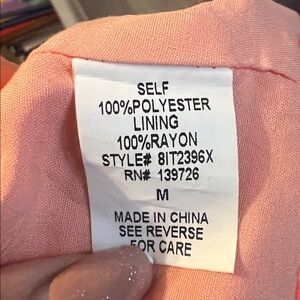 SELF
100%POLYESTER
LINING
100%RAYON
STYLE# 8IT2396X
RN# 139726
M
MADE IN CHINA
SEE REVERSE
FOR CARE